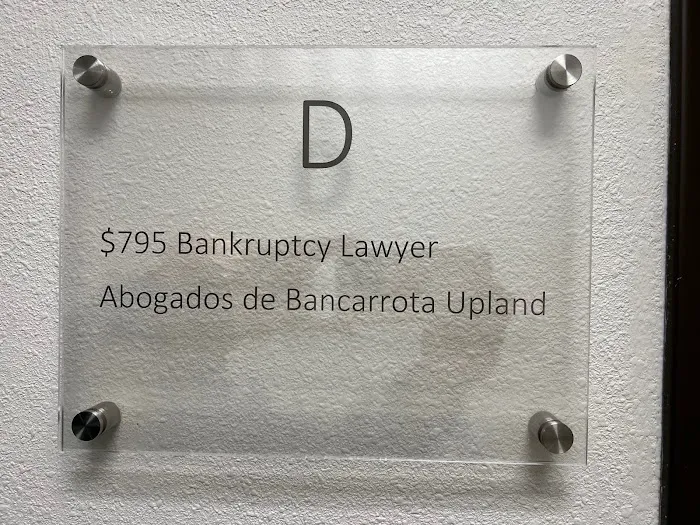 D
$795 Bankruptcy Lawyer
Abogados de Bancarrota Upland